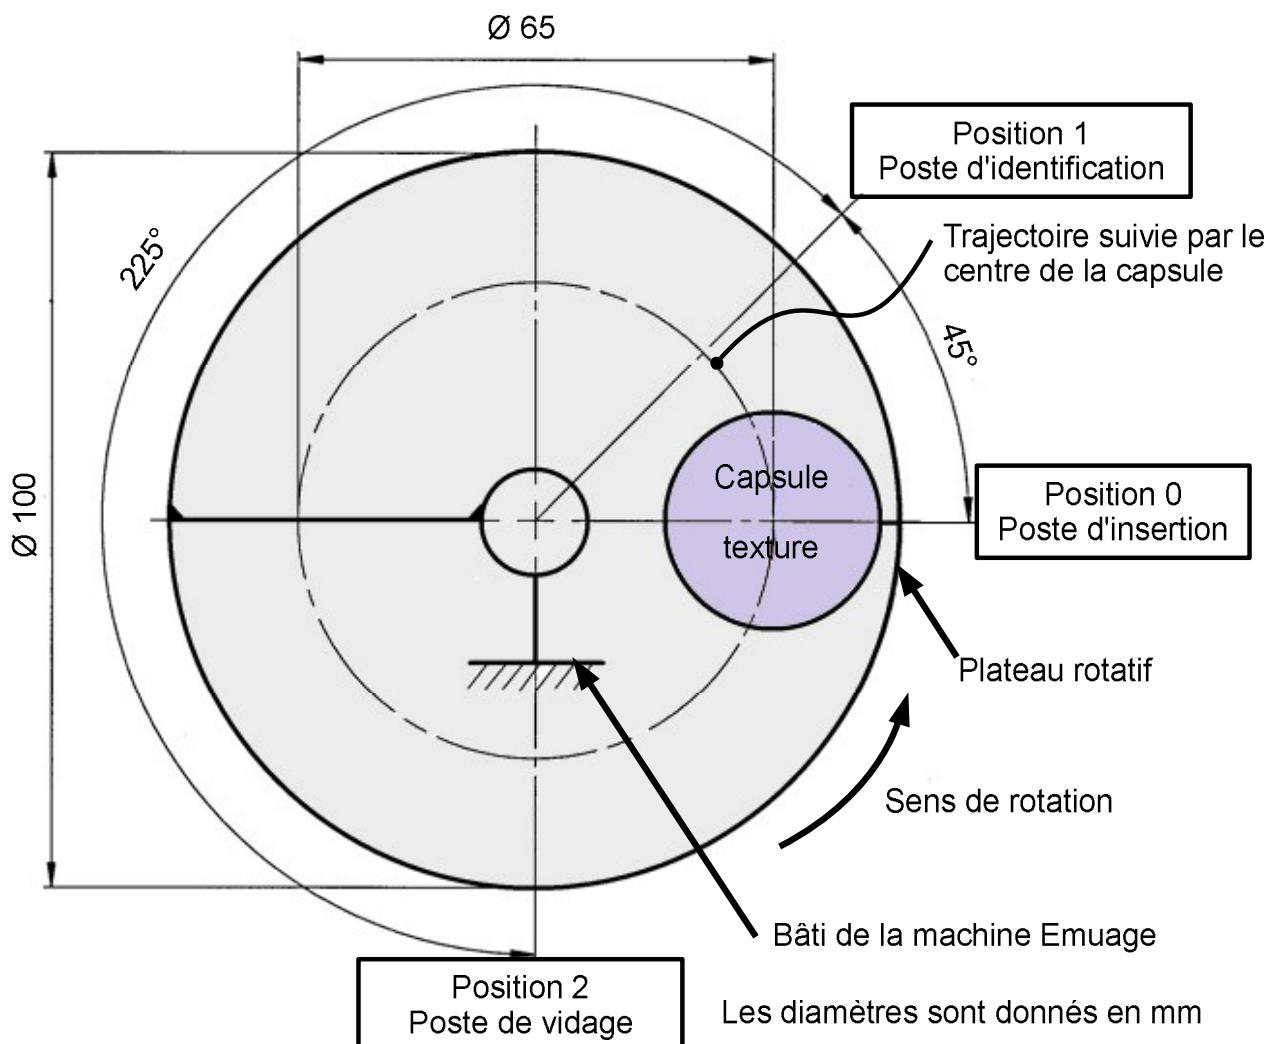 Ø 65
Position 1
Poste d'identification
Trajectoire suivie par le
centre de la capsule
225°
45°
Capsule
texture
Position 0
Poste d'insertion
Ø 100
Plateau rotatif
Sens de rotation
Bâti de la machine Emuage
Position 2
Poste de vidage
Les diamètres sont donnés en mm